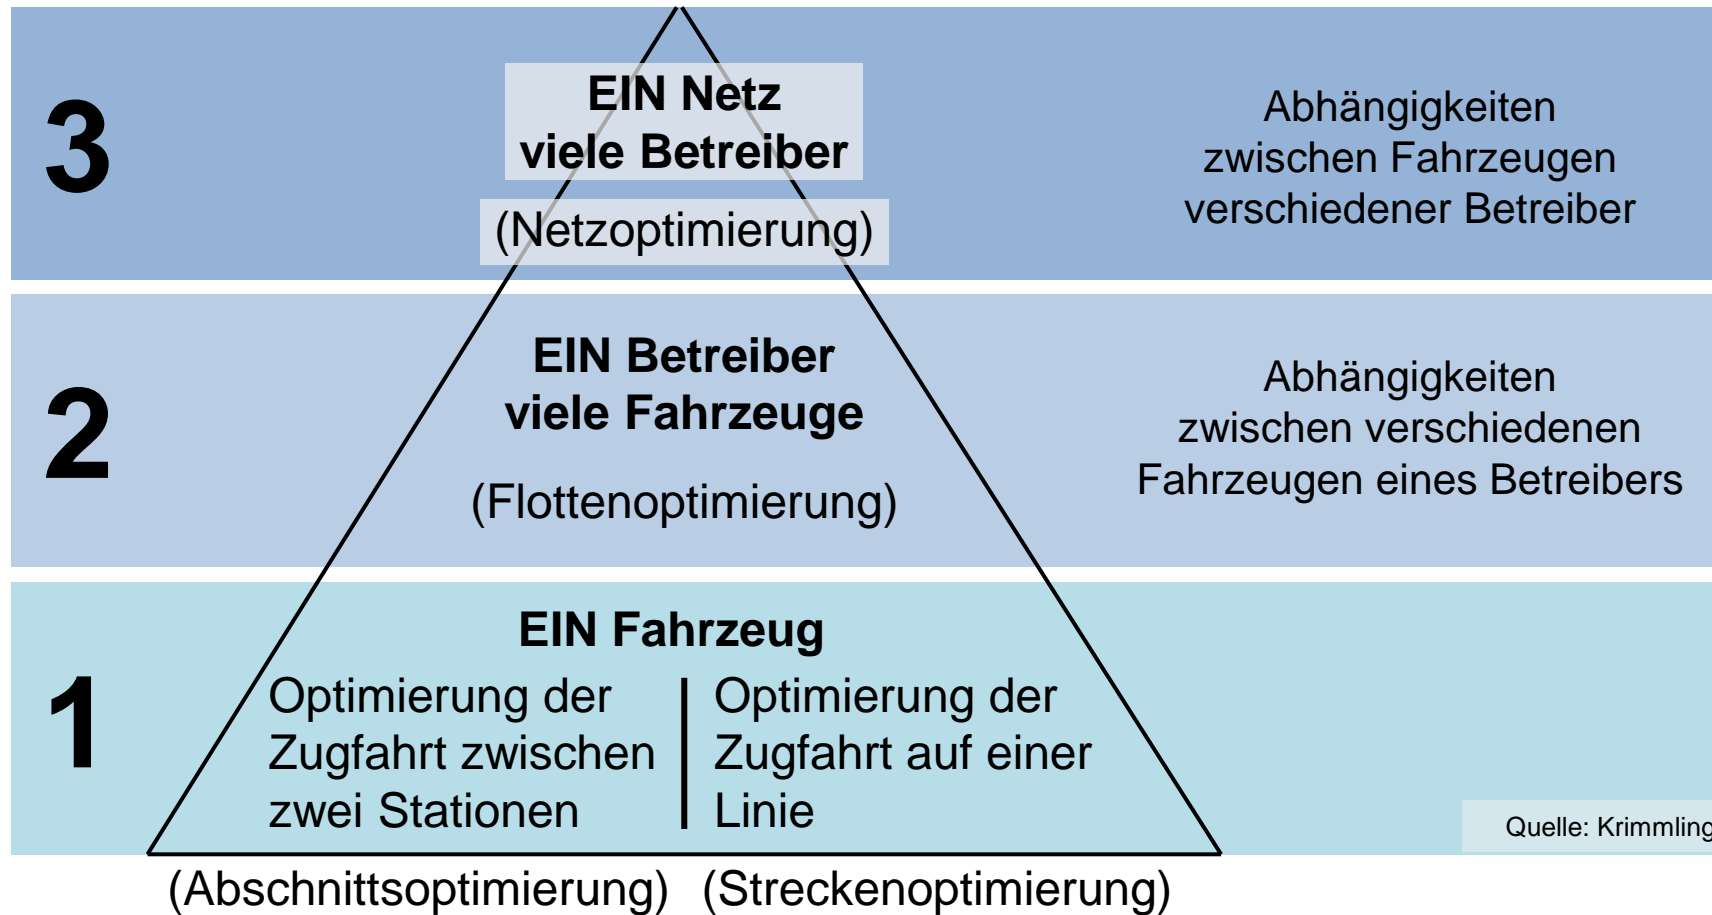 3
EIN Netz
viele Betreiber
(Netzoptimierung)
Abhängigkeiten
zwischen Fahrzeugen
verschiedener Betreiber
2
EIN Betreiber
viele Fahrzeuge
(Flottenoptimierung)
Abhängigkeiten
zwischen verschiedenen
Fahrzeugen eines Betreibers
1
EIN Fahrzeug
Optimierung der
Zugfahrt zwischen
zwei Stationen
Optimierung der
Zugfahrt auf einer
Linie
Quelle: Krimmling
(Abschnittsoptimierung)
(Streckenoptimierung)